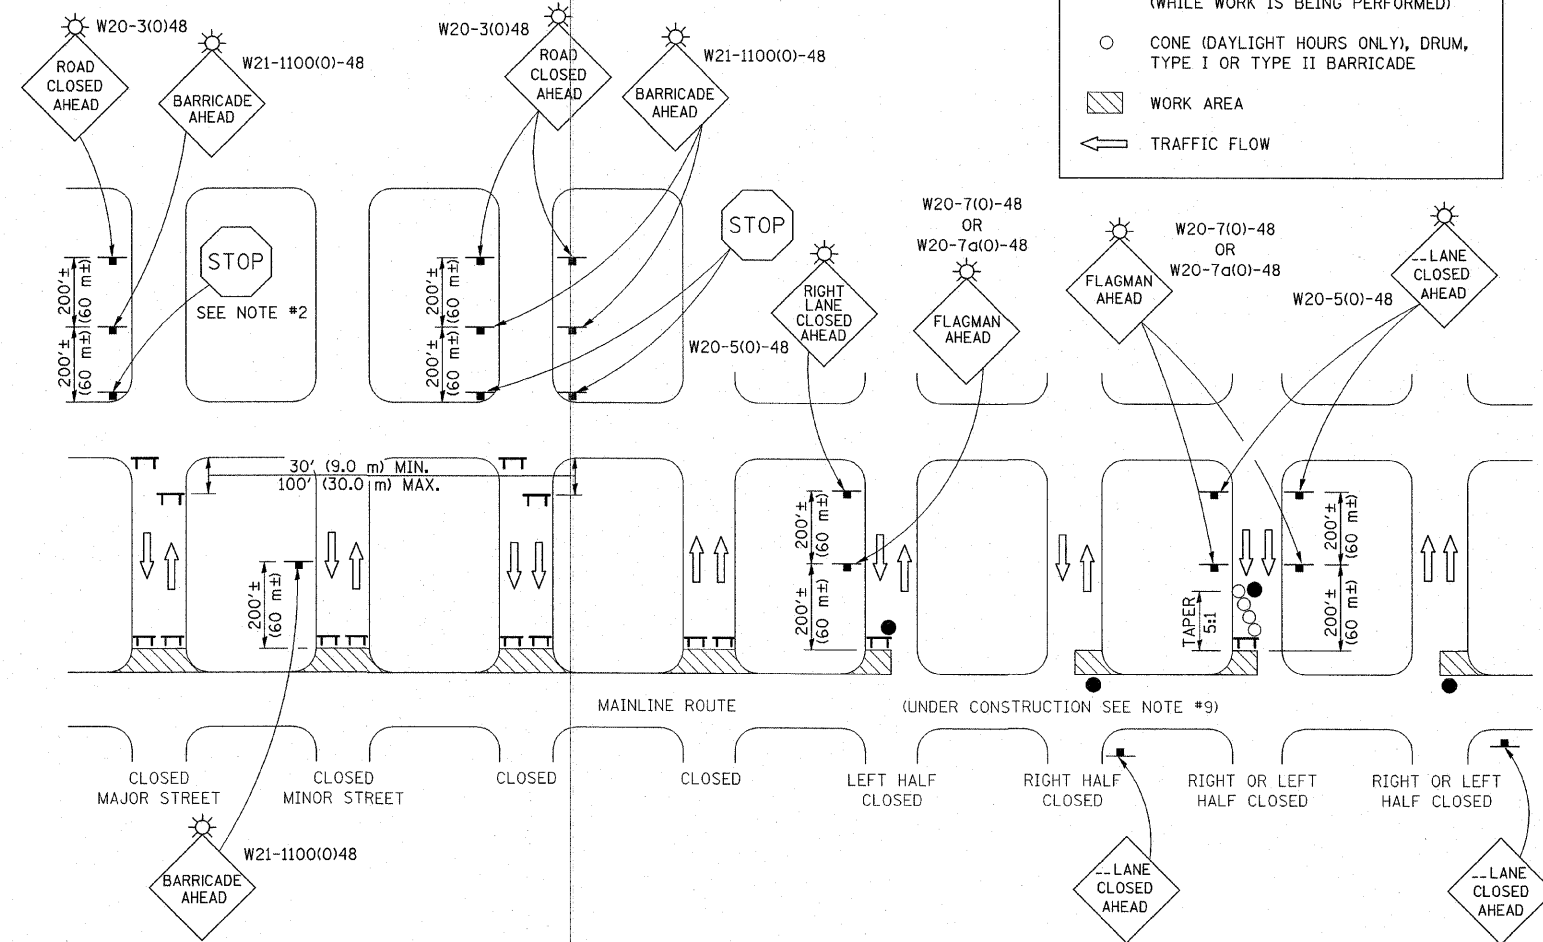 (WHILE WORK IS BEING PERFORMED)
CONE (DAYLIGHT HOURS ONLY), DRUM,
TYPE I OR TYPE II BARRICADE
WORK AREA
TRAFFIC FLOW
W20-3(0)48
ROAD
CLOSED
AHEAD
W21-1100(0)-48
BARRICADE
AHEAD
W20-3(0)48
ROAD
CLOSED
AHEAD
W21-1100(0)-48
BARRICADE
AHEAD
STOP
SEE NOTE #2
STOP
200'±
(60 m±)
200'±
(60 m±)
200'±
(60 m±)
200'±
(60 m±)
W20-5(0)-48
RIGHT
LANE
CLOSED
AHEAD
W20-7(0)-48
OR
W20-7a(0)-48
FLAGMAN
AHEAD
FLAGMAN
AHEAD
W20-7(0)-48
OR
W20-7a(0)-48
W20-5(0)-48
__LANE
CLOSED
AHEAD
30' (9.0 m) MIN.
100' (30.0 m) MAX.
200'±
(60 m±)
200'±
(60 m±)
200'±
(60 m±)
TAPER
5:1
200'±
(60 m±)
200'±
(60 m±)
MAINLINE ROUTE
(UNDER CONSTRUCTION SEE NOTE #9)
CLOSED
MAJOR STREET
CLOSED
MINOR STREET
CLOSED
CLOSED
LEFT HALF
CLOSED
RIGHT HALF
CLOSED
RIGHT OR LEFT
HALF CLOSED
RIGHT OR LEFT
HALF CLOSED
W21-1100(0)48
BARRICADE
AHEAD
__LANE
CLOSED
AHEAD
__LANE
CLOSED
AHEAD